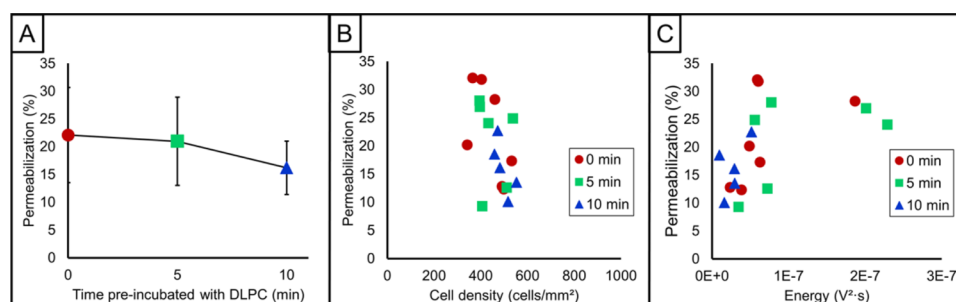 A
Permeabilization (%)
35
30
25
20
15
10
5
0
0
5
10
Time pre-incubated with DLPC (min)
B
Permeabilization (%)
35
30
25
20
15
10
5
0
0 min
5 min
10 min
0 200 400 600 800 1000
Cell density (cells/mm²)
C
Permeabilization (%)
35
30
25
20
15
10
5
0
0 min
5 min
10 min
0E+0 1E-7 2E-7 3E-7
Energy (V²·s)